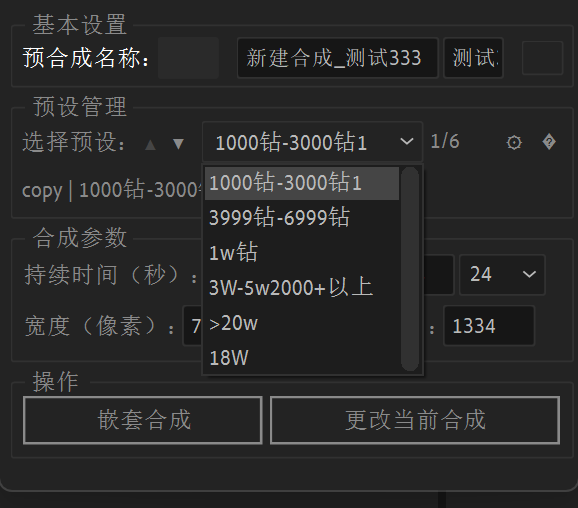 基本设置
预合成名称： 新建合成_测试333 测试
预设管理
选择预设： ▲ ▼ 1000钻-3000钻1 1/6
copy | 1000钻-3000钻
1000钻-3000钻1
3999钻-6999钻
1w钻
3W-5w2000+以上
>20w
18W
合成参数
持续时间（秒）： 24
宽度（像素）： 7 ： 1334
操作
嵌套合成 更改当前合成